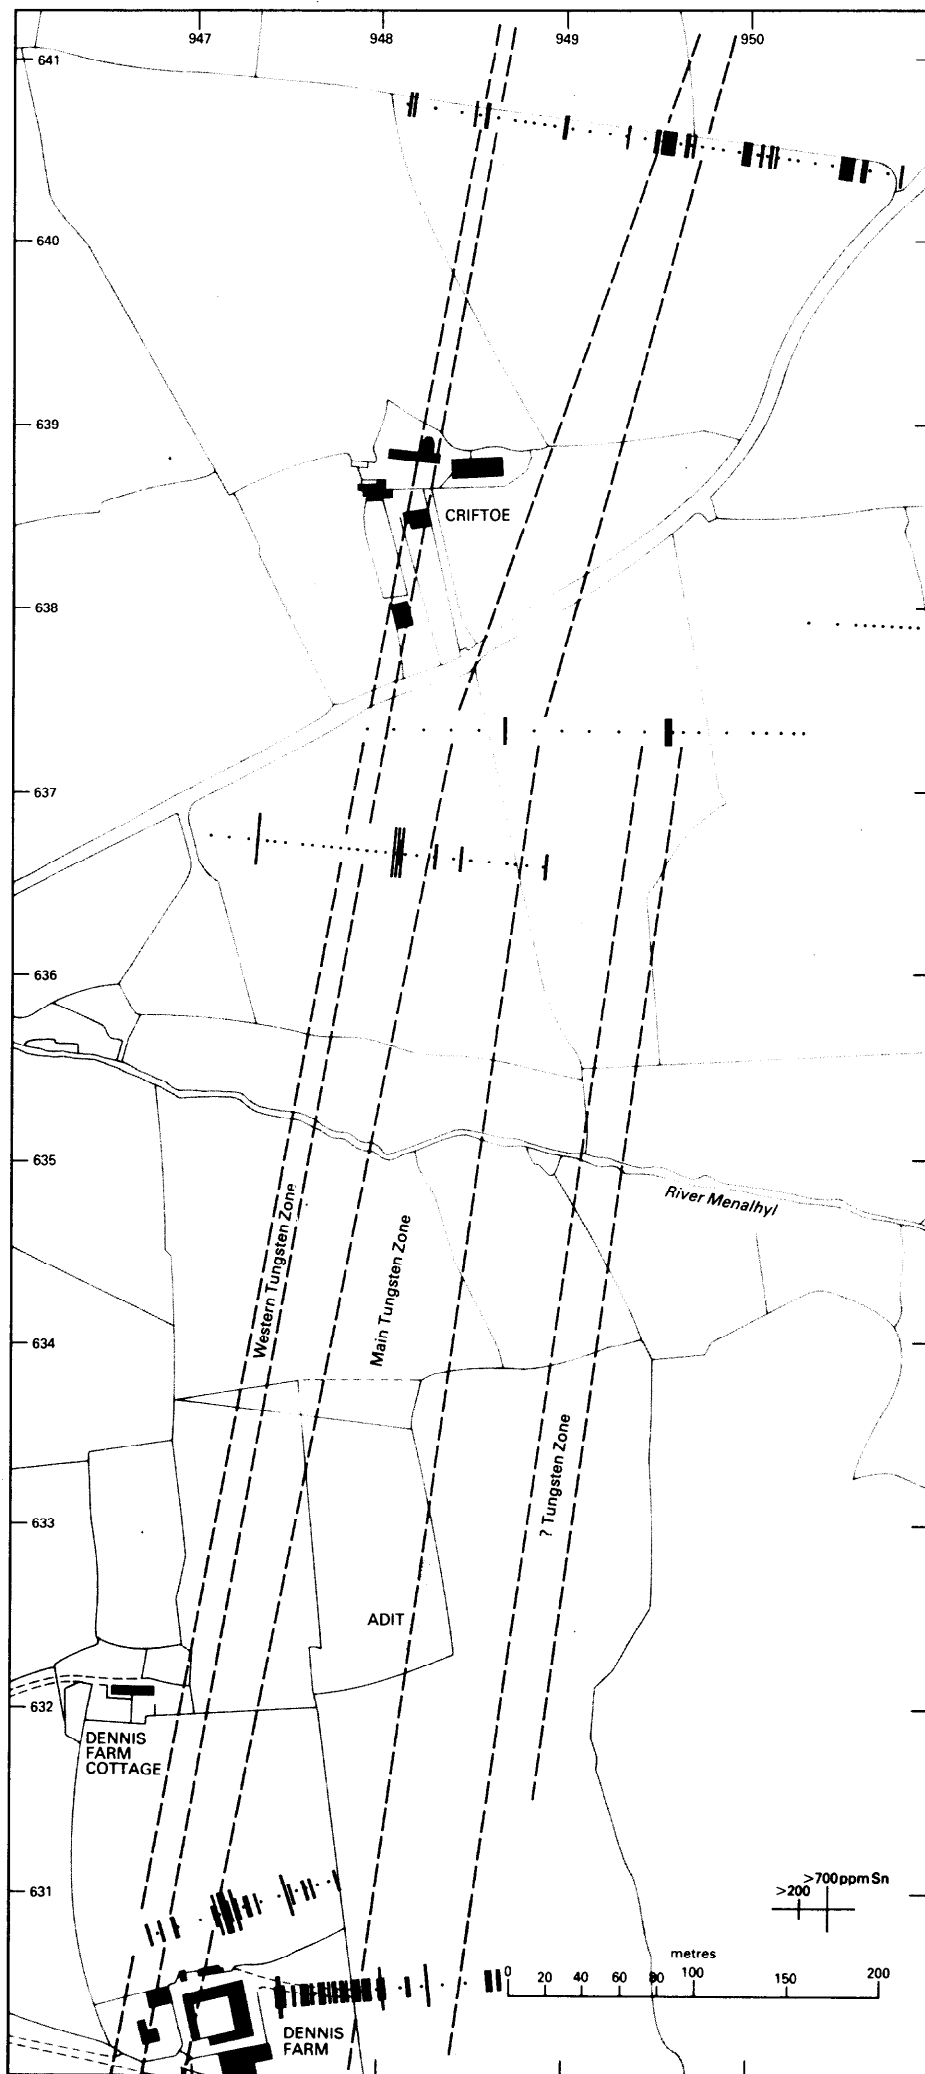 947 948 949 950
641
640
639
CRIFTOE
638
637
636
635
River Menalhyl
Western Tungsten Zone
Main Tungsten Zone
634
? Tungsten Zone
633
ADIT
632
DENNIS
FARM
COTTAGE
631
>700ppm Sn
>200
metres
0 20 40 60 80 100 150 200
DENNIS
FARM